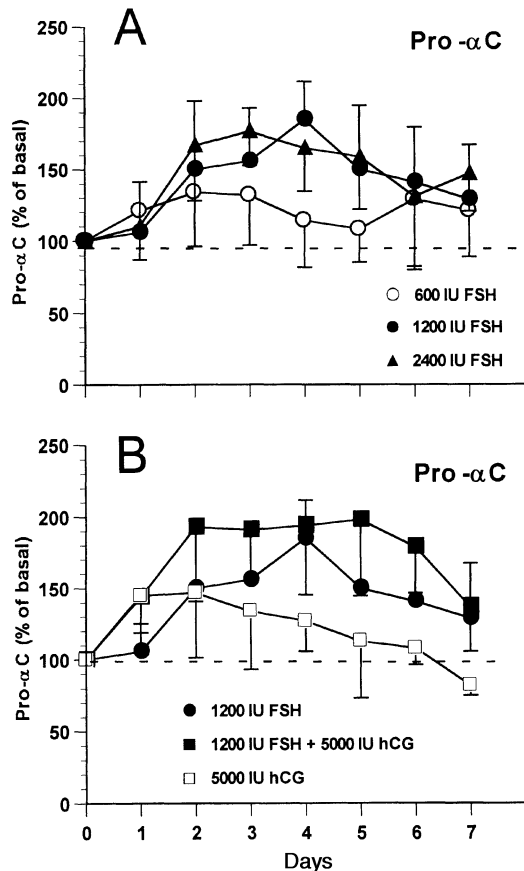 A
Pro -αC
250
200
150
100
50
0
Pro-αC (% of basal)
600 IU FSH
1200 IU FSH
2400 IU FSH
B
Pro -αC
250
200
150
100
50
0
Pro-αC (% of basal)
1200 IU FSH
1200 IU FSH + 5000 IU hCG
5000 IU hCG
0 1 2 3 4 5 6 7
Days